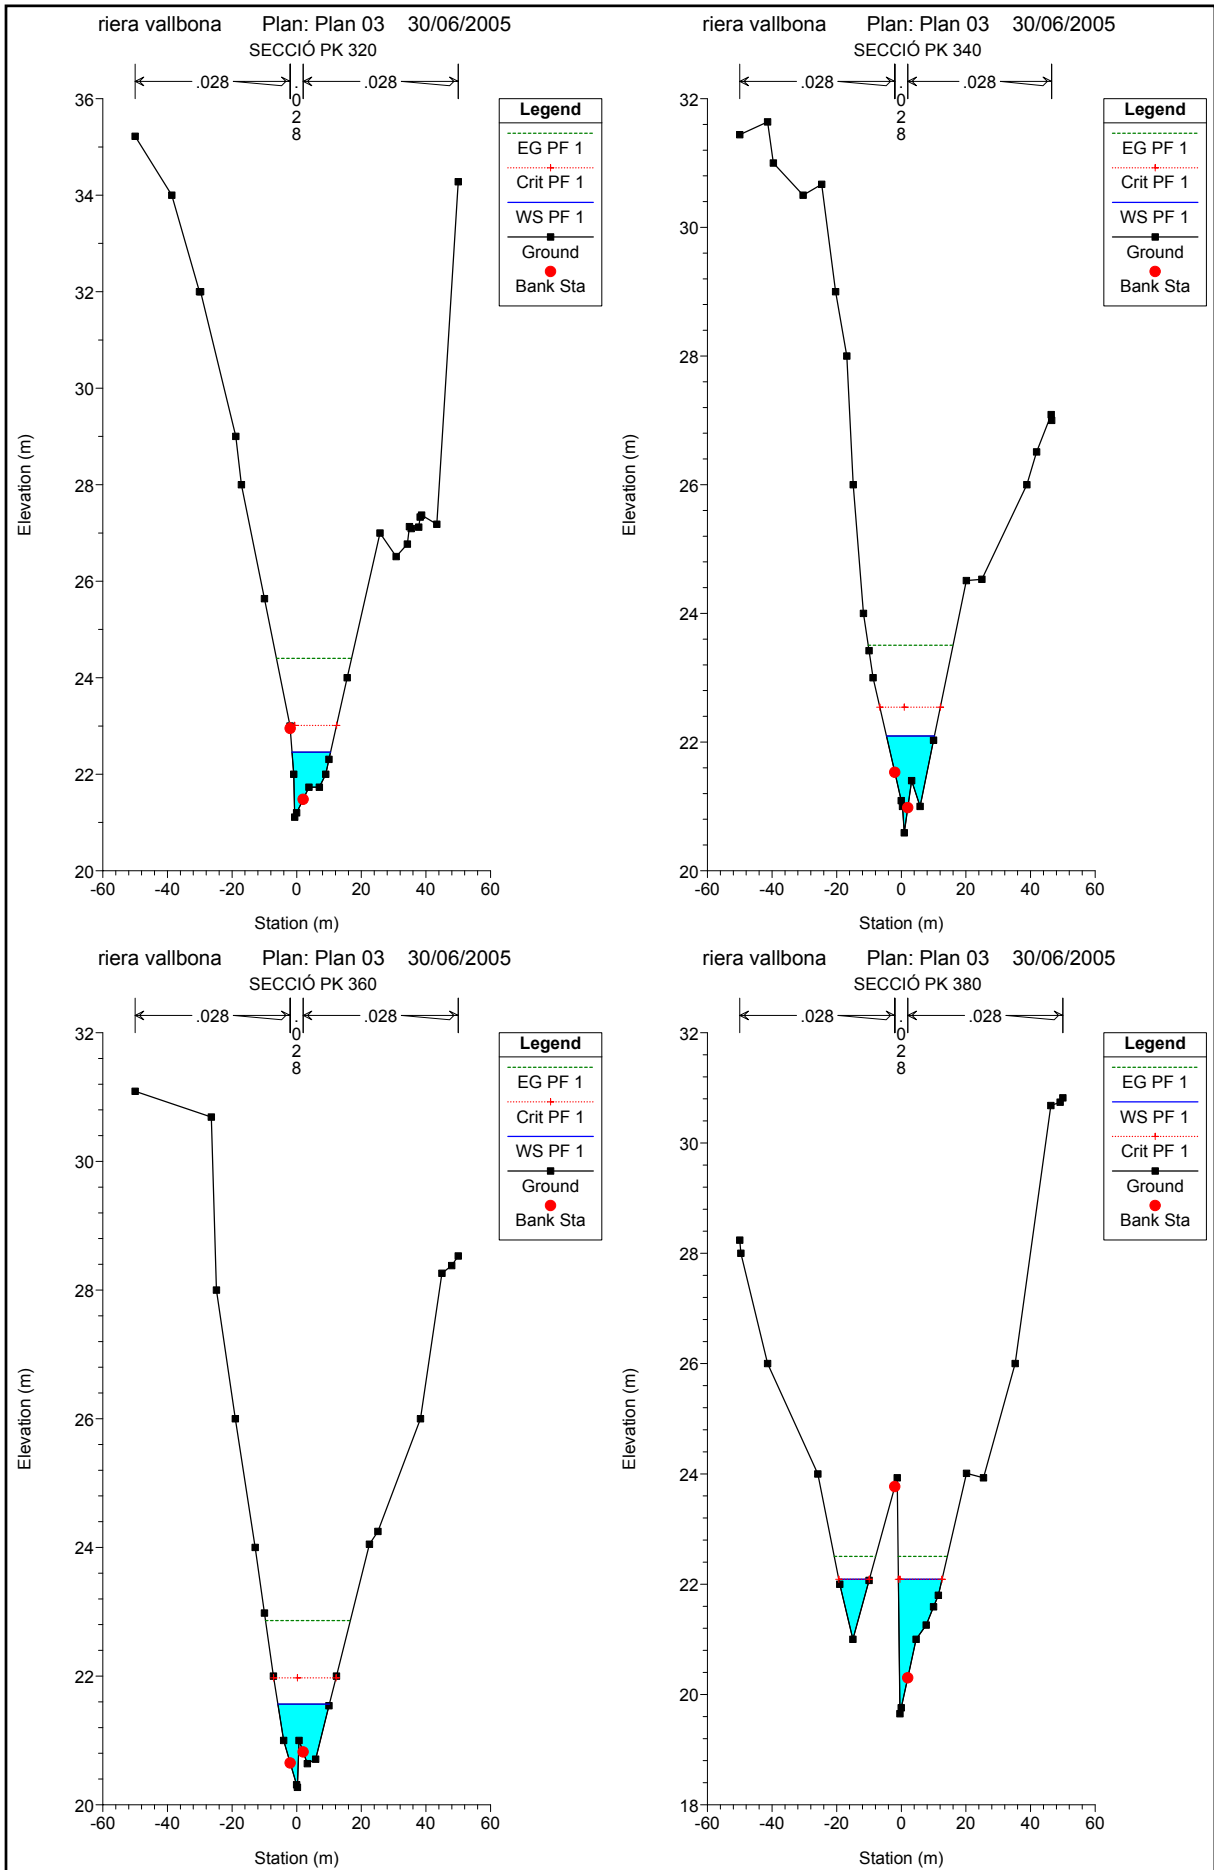 riera vallbona Plan: Plan 03 30/06/2005
SECCIÓ PK 320
.028 .028
.
0
2
8
Legend
EG PF 1
Crit PF 1
WS PF 1
Ground
Bank Sta
36
34
32
30
28
26
24
22
20
Elevation (m)
-60 -40 -20 0 20 40 60
Station (m)
riera vallbona Plan: Plan 03 30/06/2005
SECCIÓ PK 340
.028 .028
.
0
2
8
Legend
EG PF 1
Crit PF 1
WS PF 1
Ground
Bank Sta
32
30
28
26
24
22
20
Elevation (m)
-60 -40 -20 0 20 40 60
Station (m)
riera vallbona Plan: Plan 03 30/06/2005
SECCIÓ PK 360
.028 .028
.
0
2
8
Legend
EG PF 1
Crit PF 1
WS PF 1
Ground
Bank Sta
32
30
28
26
24
22
20
Elevation (m)
-60 -40 -20 0 20 40 60
Station (m)
riera vallbona Plan: Plan 03 30/06/2005
SECCIÓ PK 380
.028 .028
.
0
2
8
Legend
EG PF 1
WS PF 1
Crit PF 1
Ground
Bank Sta
32
30
28
26
24
22
20
18
Elevation (m)
-60 -40 -20 0 20 40 60
Station (m)